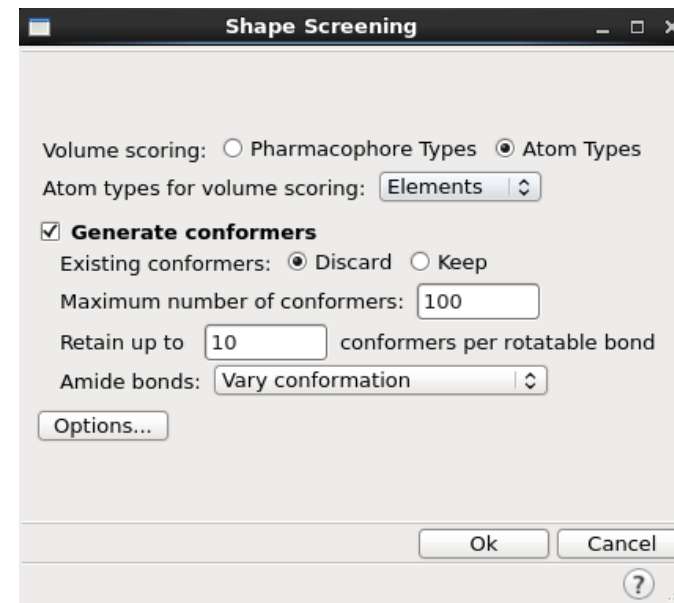 Shape Screening
Volume scoring: Pharmacophore Types Atom Types
Atom types for volume scoring: Elements
Generate conformers
Existing conformers: Discard Keep
Maximum number of conformers: 100
Retain up to 10 conformers per rotatable bond
Amide bonds: Vary conformation
Options...
Ok Cancel
?